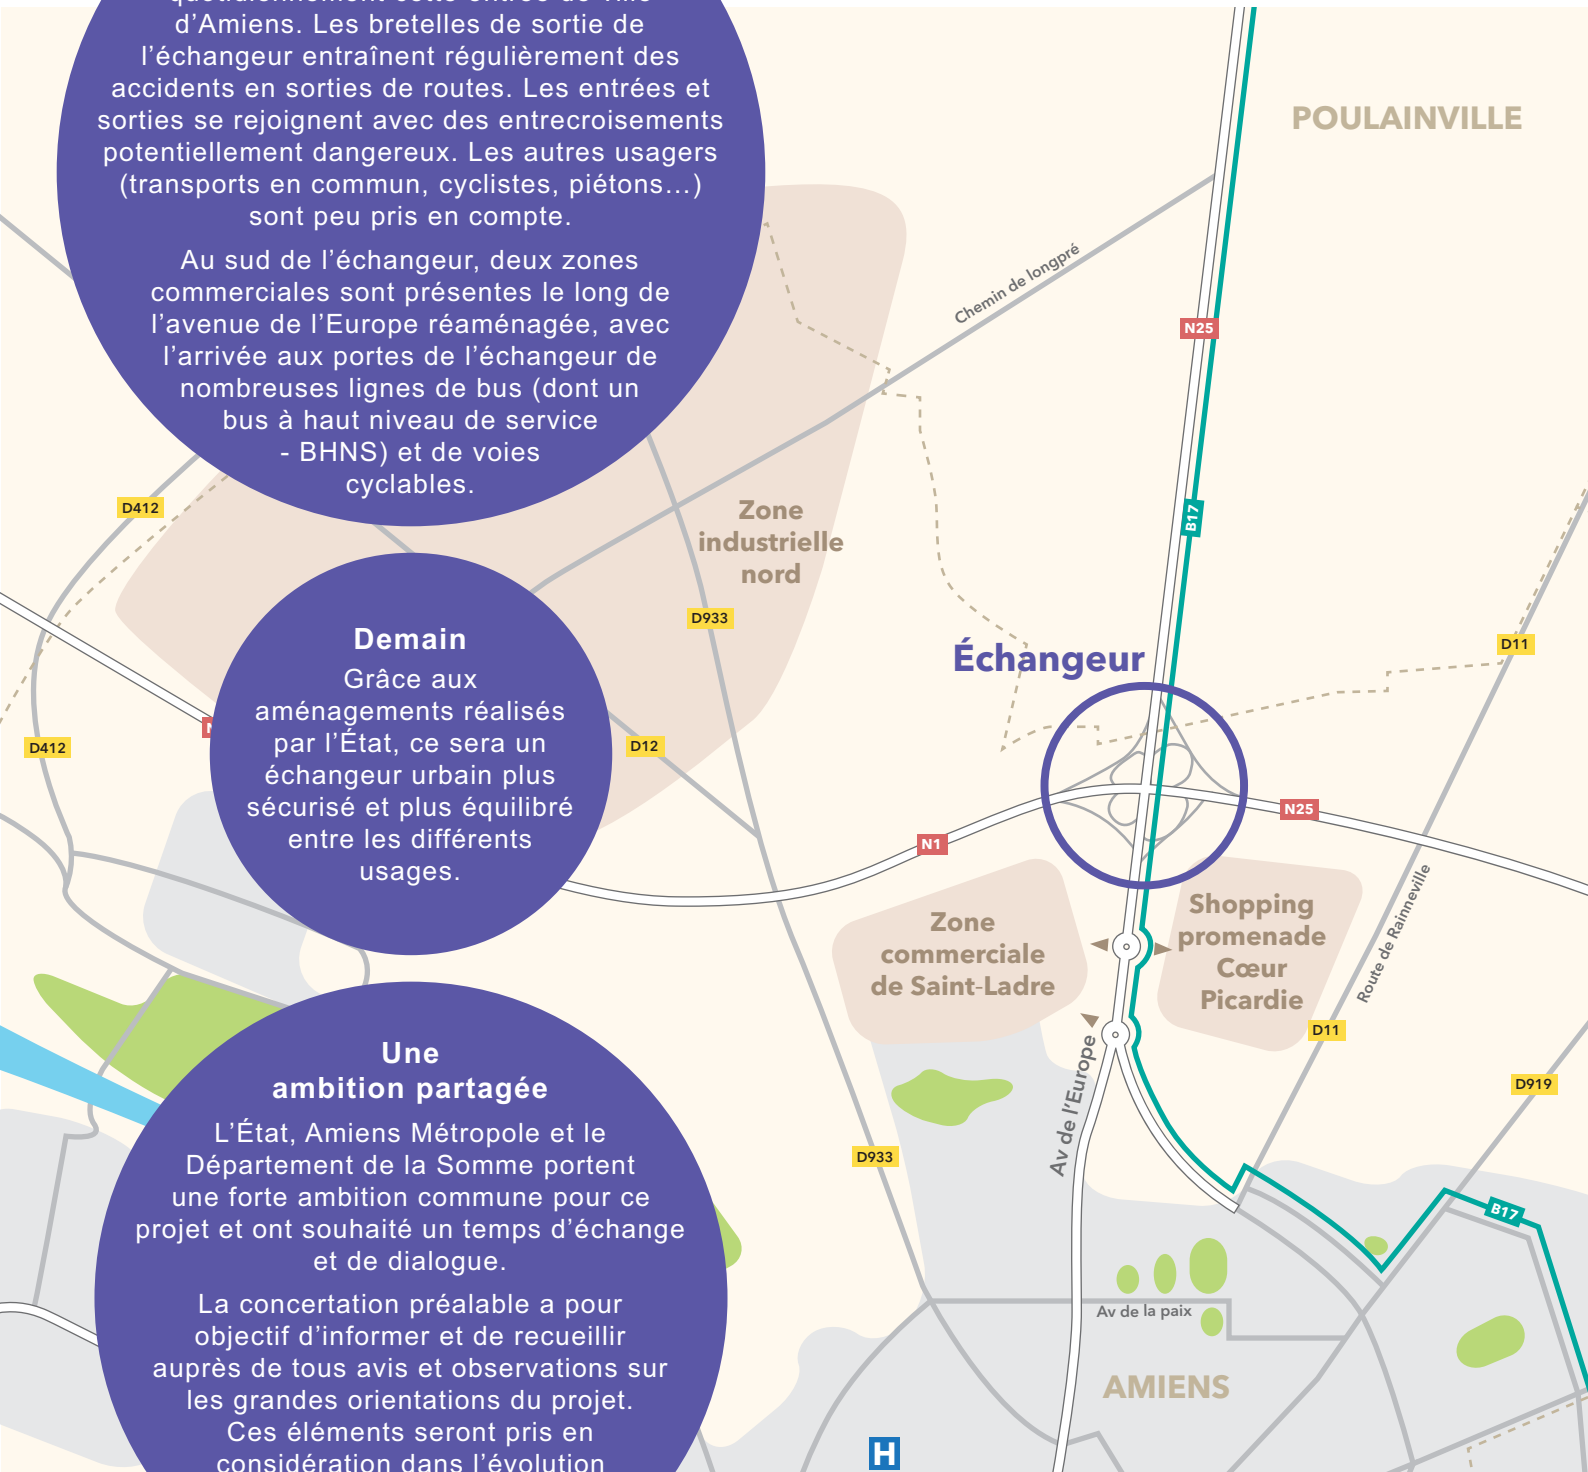 d’Amiens. Les bretelles de sortie de
l’échangeur entraînent régulièrement des
accidents en sorties de routes. Les entrées et
sorties se rejoignent avec des entrecroisements
potentiellement dangereux. Les autres usagers
(transports en commun, cyclistes, piétons...)
sont peu pris en compte.
Au sud de l’échangeur, deux zones
commerciales sont présentes le long de
l’avenue de l’Europe réaménagée, avec
l’arrivée aux portes de l’échangeur de
nombreuses lignes de bus (dont un
bus à haut niveau de service
- BHNS) et de voies
cyclables.
Demain
Grâce aux
aménagements réalisés
par l’État, ce sera un
échangeur urbain plus
sécurisé et plus équilibré
entre les différents
usages.
Une
ambition partagée
L’État, Amiens Métropole et le
Département de la Somme portent
une forte ambition commune pour ce
projet et ont souhaité un temps d’échange
et de dialogue.
La concertation préalable a pour
objectif d’informer et de recueillir
auprès de tous avis et observations sur
les grandes orientations du projet.
Ces éléments seront pris en
considération dans l’évolution
POULAINVILLE
Chemin de longpré
N25
B17
D412
Zone
industrielle
nord
D933
Échangeur
D11
D412
D12
N25
N1
Zone
commerciale
de Saint-Ladre
Shopping
promenade
Cœur
Picardie
Route de Rainneville
D11
Av de l’Europe
D919
D933
B17
Av de la paix
AMIENS
H